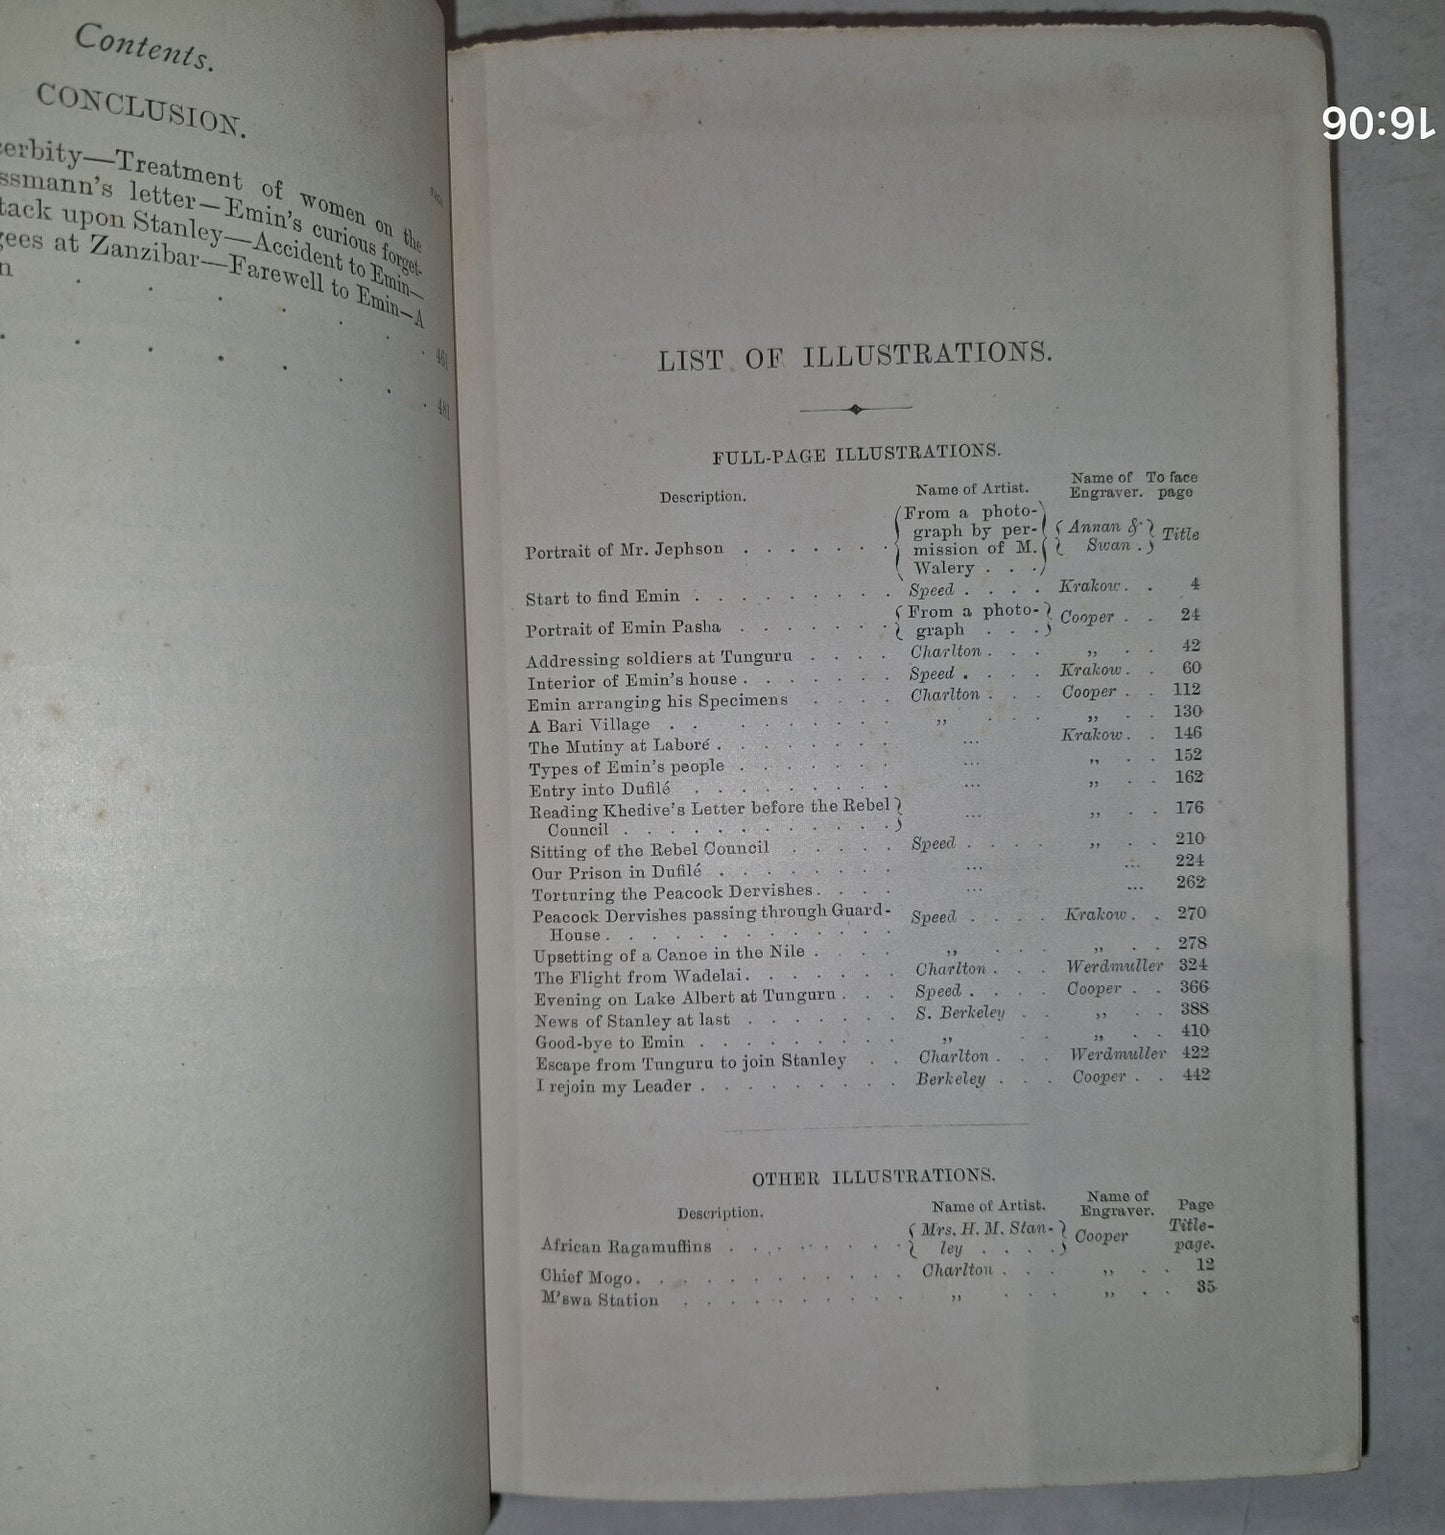 Contents.
CONCLUSION.
erbity—Treatment of women on the
ssmann's letter—Emin's curious forget-
tack upon Stanley—Accident to Emin—
gees at Zanzibar—Farewell to Emin—A
n . . . . . . . 461
. . . . . . . . 481
LIST OF ILLUSTRATIONS.
FULL-PAGE ILLUSTRATIONS.
Description. Name of Artist. Name of Engraver. To face page
Portrait of Mr. Jephson . . . . . . . {From a photo-graph by per-mission of M. Walery . . .} {Annan & Swan .} Title
Start to find Emin . . . . . . . . . Speed . . . . Krakow . . 4
Portrait of Emin Pasha . . . . . . . {From a photo-graph . . .} Cooper . . 24
Addressing soldiers at Tunguru . . . . Charlton . . . ,, . . 42
Interior of Emin's house . . . . . . . Speed . . . . Krakow . . 60
Emin arranging his Specimens . . . . Charlton . . . Cooper . . 112
A Bari Village . . . . . . . . . ,, . . . ,, . . 130
The Mutiny at Laboré . . . . . . . . ... Krakow . . 146
Types of Emin's people . . . . . . . ... ,, . . 152
Entry into Dufilé . . . . . . . . . ... ,, . . 162
Reading Khedive's Letter before the Rebel
Council . . . . . . . . . . . .} ... ,, . . 176
Sitting of the Rebel Council . . . . . Speed . . . . ,, . . 210
Our Prison in Dufilé . . . . . . . . ... ... 224
Torturing the Peacock Dervishes . . . . ... ... 262
Peacock Dervishes passing through Guard-
House . . . . . . . . . . . . . Speed . . . . Krakow . . 270
Upsetting of a Canoe in the Nile . . . . ,, . . . ,, . . 278
The Flight from Wadelai . . . . . . . Charlton . . . Werdmuller 324
Evening on Lake Albert at Tunguru . . . Speed . . . . Cooper . . 366
News of Stanley at last . . . . . . . S. Berkeley . . ,, . . 388
Good-bye to Emin . . . . . . . . . ,, . . ,, . . 410
Escape from Tunguru to join Stanley . . Charlton . . . Werdmuller 422
I rejoin my Leader . . . . . . . . . Berkeley . . . Cooper . . 442
OTHER ILLUSTRATIONS.
Description. Name of Artist. Name of Engraver. Page
African Ragamuffins . . . . . . . . {Mrs. H. M. Stan-ley . . . .} Cooper Title-page.
Chief Mogo . . . . . . . . . . . . Charlton . . . ,, . . 12
M'swa Station . . . . . . . . . . ,, . . . ,, . . 35
16:06